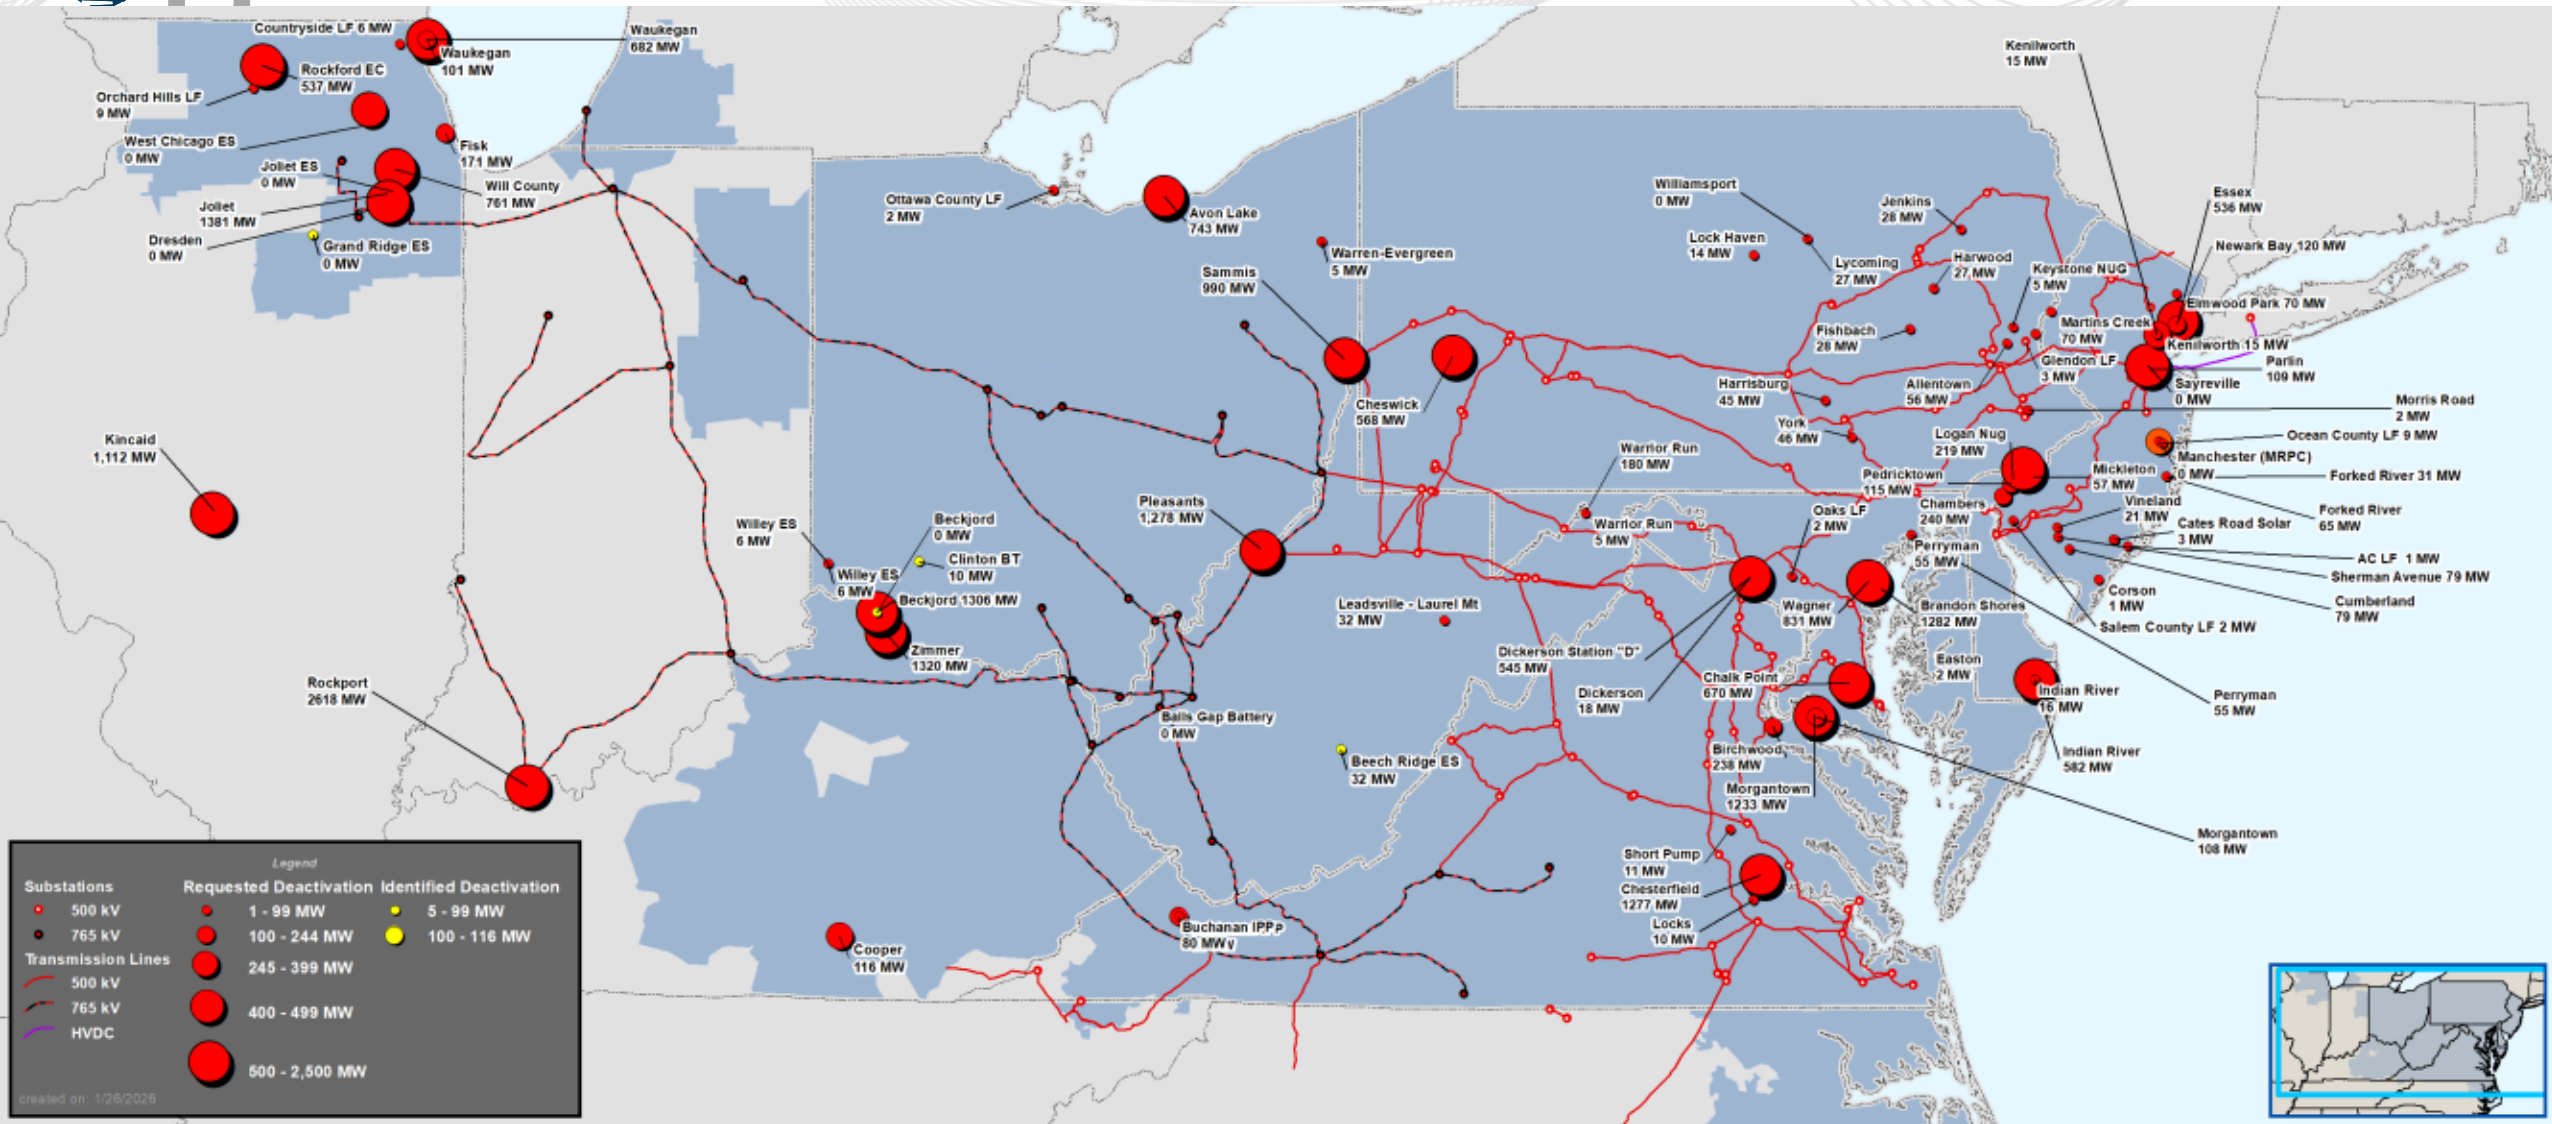 Countryside LF 6 MW
Waukegan
101 MW
Waukegan
682 MW
Rockford EC
537 MW
Orchard Hills LF
9 MW
West Chicago ES
0 MW
Fisk
171 MW
Joliet ES
0 MW
Will County
761 MW
Joliet
1381 MW
Dresden
0 MW
Grand Ridge ES
0 MW
Kincaid
1,112 MW
Rockport
2618 MW
Ottawa County LF
2 MW
Avon Lake
743 MW
Warren-Evergreen
5 MW
Sammis
990 MW
Cheswick
568 MW
Pleasants
1,278 MW
Willey ES
6 MW
Willey ES
6 MW
Beckjord
0 MW
Clinton BT
10 MW
Beckjord 1306 MW
Zimmer
1320 MW
Balls Gap Battery
0 MW
Beech Ridge ES
32 MW
Leadsville - Laurel Mt
32 MW
Cooper
116 MW
Buchanan IPP
80 MW
Warrior Run
180 MW
Warrior Run
5 MW
Williamsport
0 MW
Lock Haven
14 MW
Lycoming
27 MW
Jenkins
28 MW
Harwood
27 MW
Fishbach
28 MW
Keystone NUG
5 MW
Kenilworth
15 MW
Essex
536 MW
Newark Bay 120 MW
Elmwood Park 70 MW
Martins Creek
70 MW
Kenilworth 15 MW
Glendon LF
3 MW
Parlin
109 MW
Sayreville
0 MW
Harrisburg
45 MW
Allentown
56 MW
York
46 MW
Morris Road
2 MW
Logan Nug
219 MW
Ocean County LF 9 MW
Manchester (MRPC)
0 MW
Pedricktown
115 MW
Mickleton
57 MW
Forked River 31 MW
Forked River
65 MW
Vineland
21 MW
Chambers
240 MW
Oaks LF
2 MW
Cates Road Solar
3 MW
AC LF 1 MW
Sherman Avenue 79 MW
Cumberland
79 MW
Corson
1 MW
Salem County LF 2 MW
Perryman
55 MW
Perryman
55 MW
Wagner
831 MW
Brandon Shores
1282 MW
Dickerson Station "D"
545 MW
Dickerson
18 MW
Chalk Point
670 MW
Easton
2 MW
Indian River
16 MW
Indian River
582 MW
Birchwood
238 MW
Morgantown
1233 MW
Morgantown
108 MW
Short Pump
11 MW
Chesterfield
1277 MW
Locks
10 MW
Legend
Substations
500 kV
765 kV
Transmission Lines
500 kV
765 kV
HVDC
Requested Deactivation
1 - 99 MW
100 - 244 MW
245 - 399 MW
400 - 499 MW
500 - 2,500 MW
Identified Deactivation
5 - 99 MW
100 - 116 MW
created on: 1/26/2026